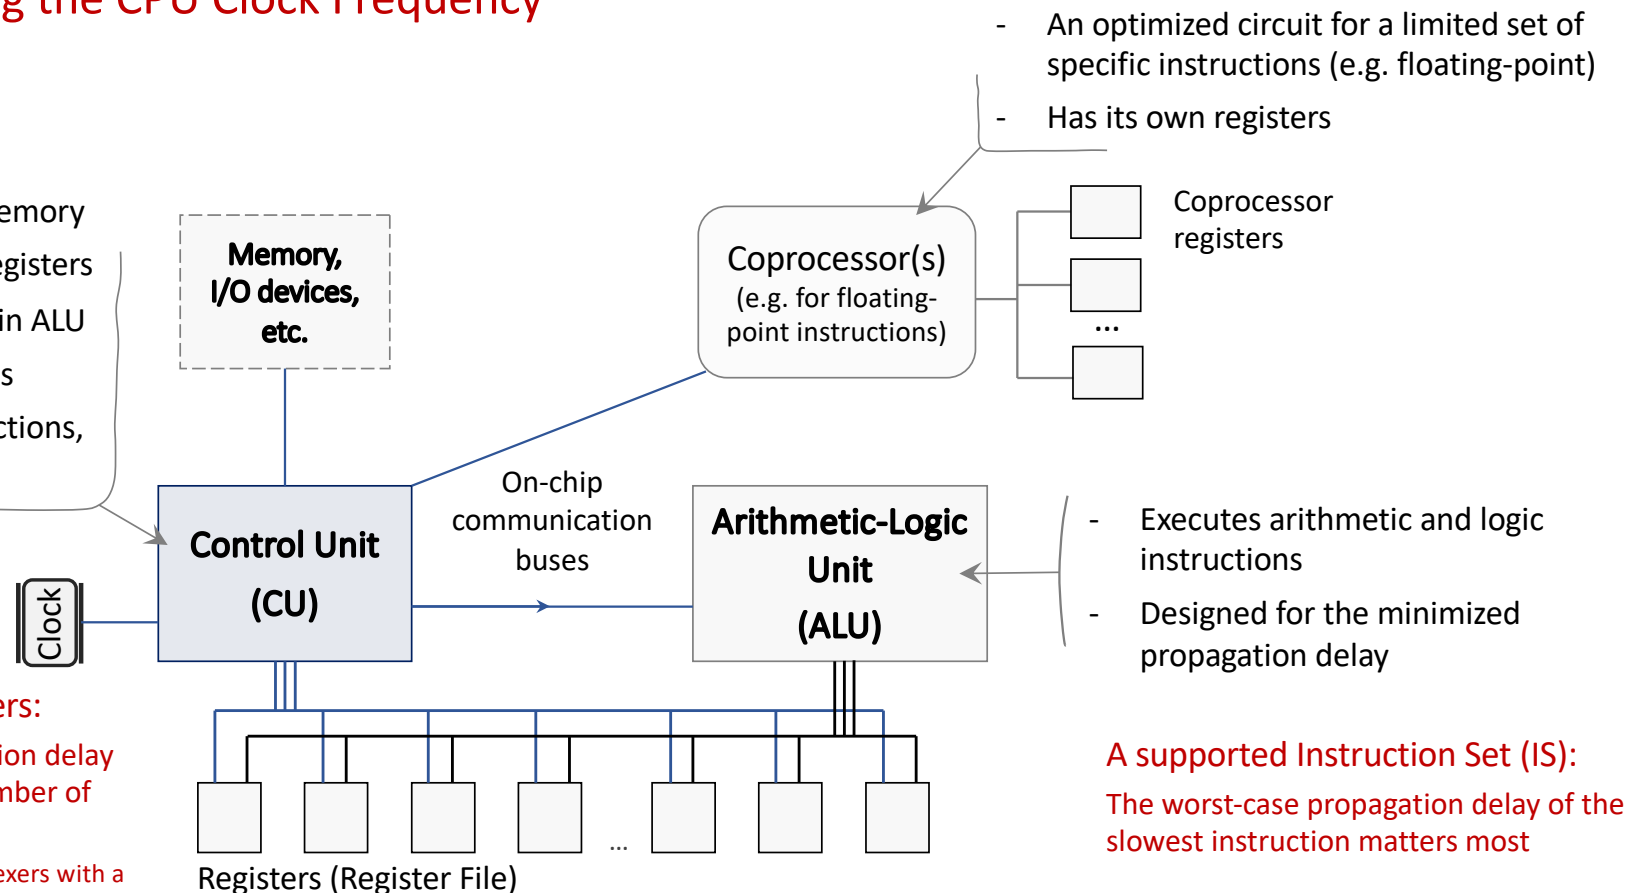 g the CPU Clock Frequency
- An optimized circuit for a limited set of
specific instructions (e.g. floating-point)
- Has its own registers
emory
egisters
in ALU
s
ctions,
Memory,
I/O devices,
etc.
Coprocessor(s)
(e.g. for floating-
point instructions)
Coprocessor
registers
...
On-chip
communication
buses
Control Unit
(CU)
Arithmetic-Logic
Unit
(ALU)
- Executes arithmetic and logic
instructions
- Designed for the minimized
propagation delay
Clock
ers:
ion delay
mber of
exers with a
...
Registers (Register File)
A supported Instruction Set (IS):
The worst-case propagation delay of the
slowest instruction matters most